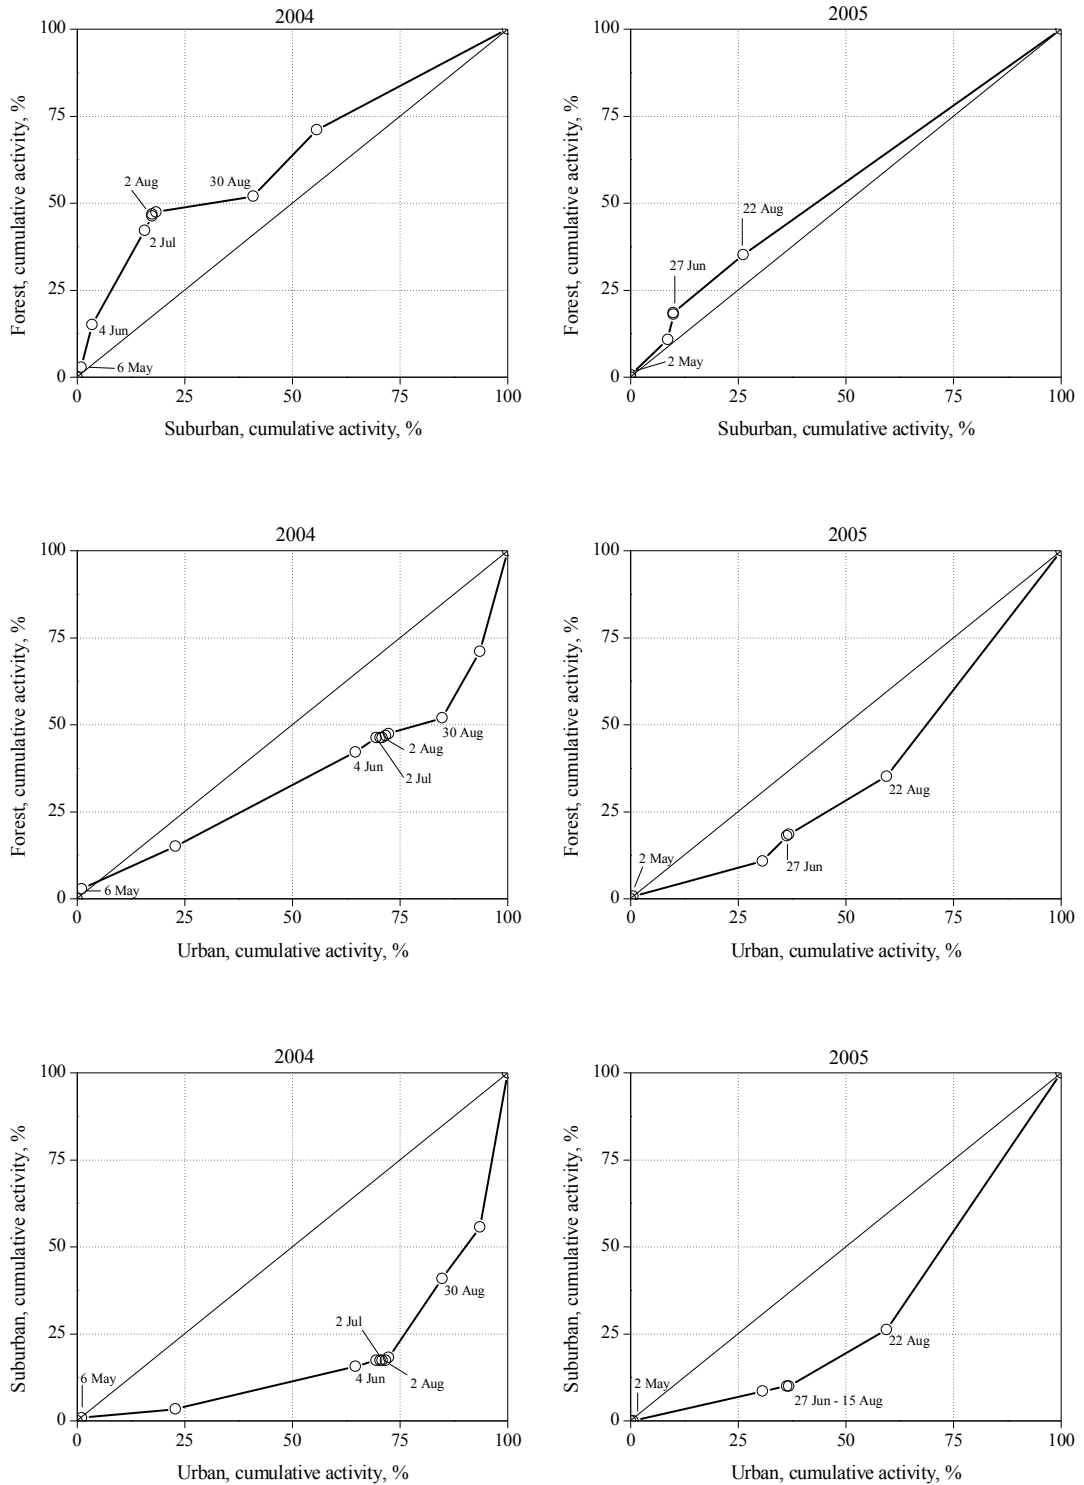 2004
100
75
50
25
0
Forest, cumulative activity, %
2 Aug
30 Aug
2 Jul
4 Jun
6 May
0 25 50 75 100
Suburban, cumulative activity, %
2005
100
75
50
25
0
Forest, cumulative activity, %
22 Aug
27 Jun
2 May
0 25 50 75 100
Suburban, cumulative activity, %
2004
100
75
50
25
0
Forest, cumulative activity, %
30 Aug
2 Aug
4 Jun
2 Jul
6 May
0 25 50 75 100
Urban, cumulative activity, %
2005
100
75
50
25
0
Forest, cumulative activity, %
22 Aug
2 May
27 Jun
0 25 50 75 100
Urban, cumulative activity, %
2004
100
75
50
25
0
Suburban, cumulative activity, %
30 Aug
2 Jul
6 May
4 Jun
2 Aug
0 25 50 75 100
Urban, cumulative activity, %
2005
100
75
50
25
0
Suburban, cumulative activity, %
22 Aug
2 May
27 Jun - 15 Aug
0 25 50 75 100
Urban, cumulative activity, %